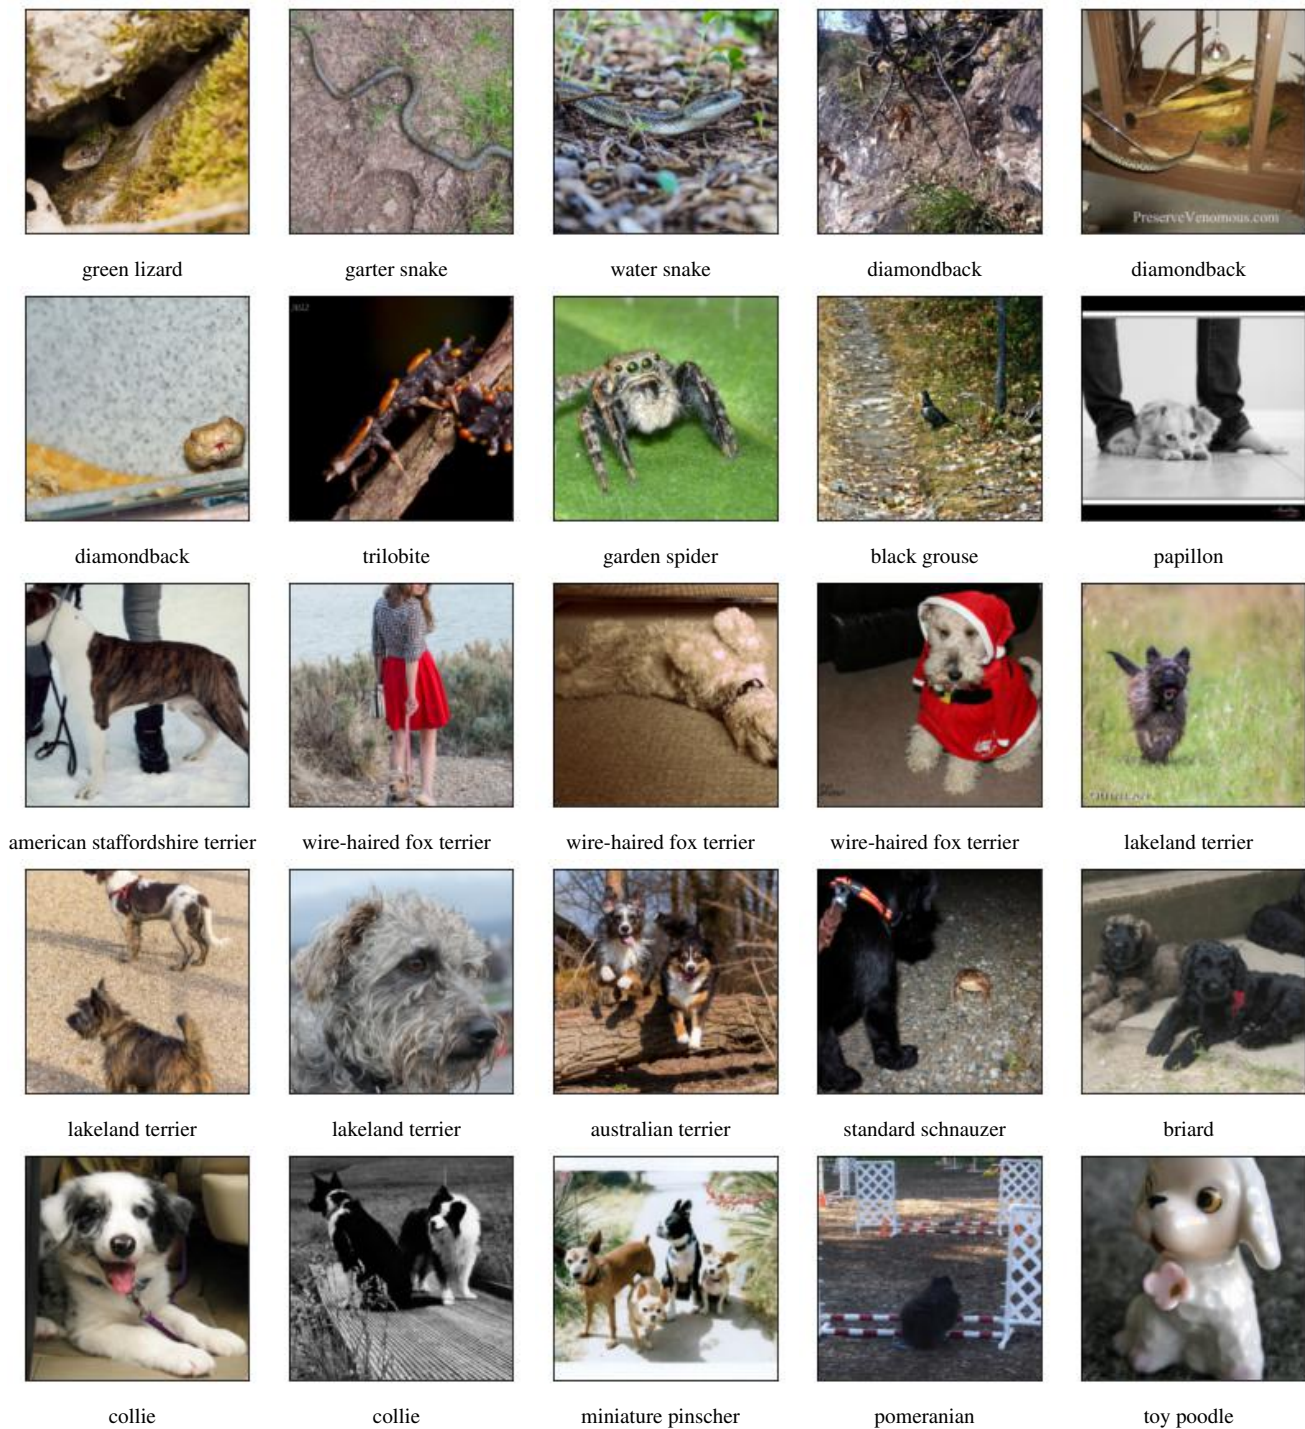 green lizard garter snake water snake diamondback diamondback
PreserveVenomous.com
diamondback trilobite garden spider black grouse papillon
american staffordshire terrier wire-haired fox terrier wire-haired fox terrier wire-haired fox terrier lakeland terrier
lakeland terrier lakeland terrier australian terrier standard schnauzer briard
collie collie miniature pinscher pomeranian toy poodle